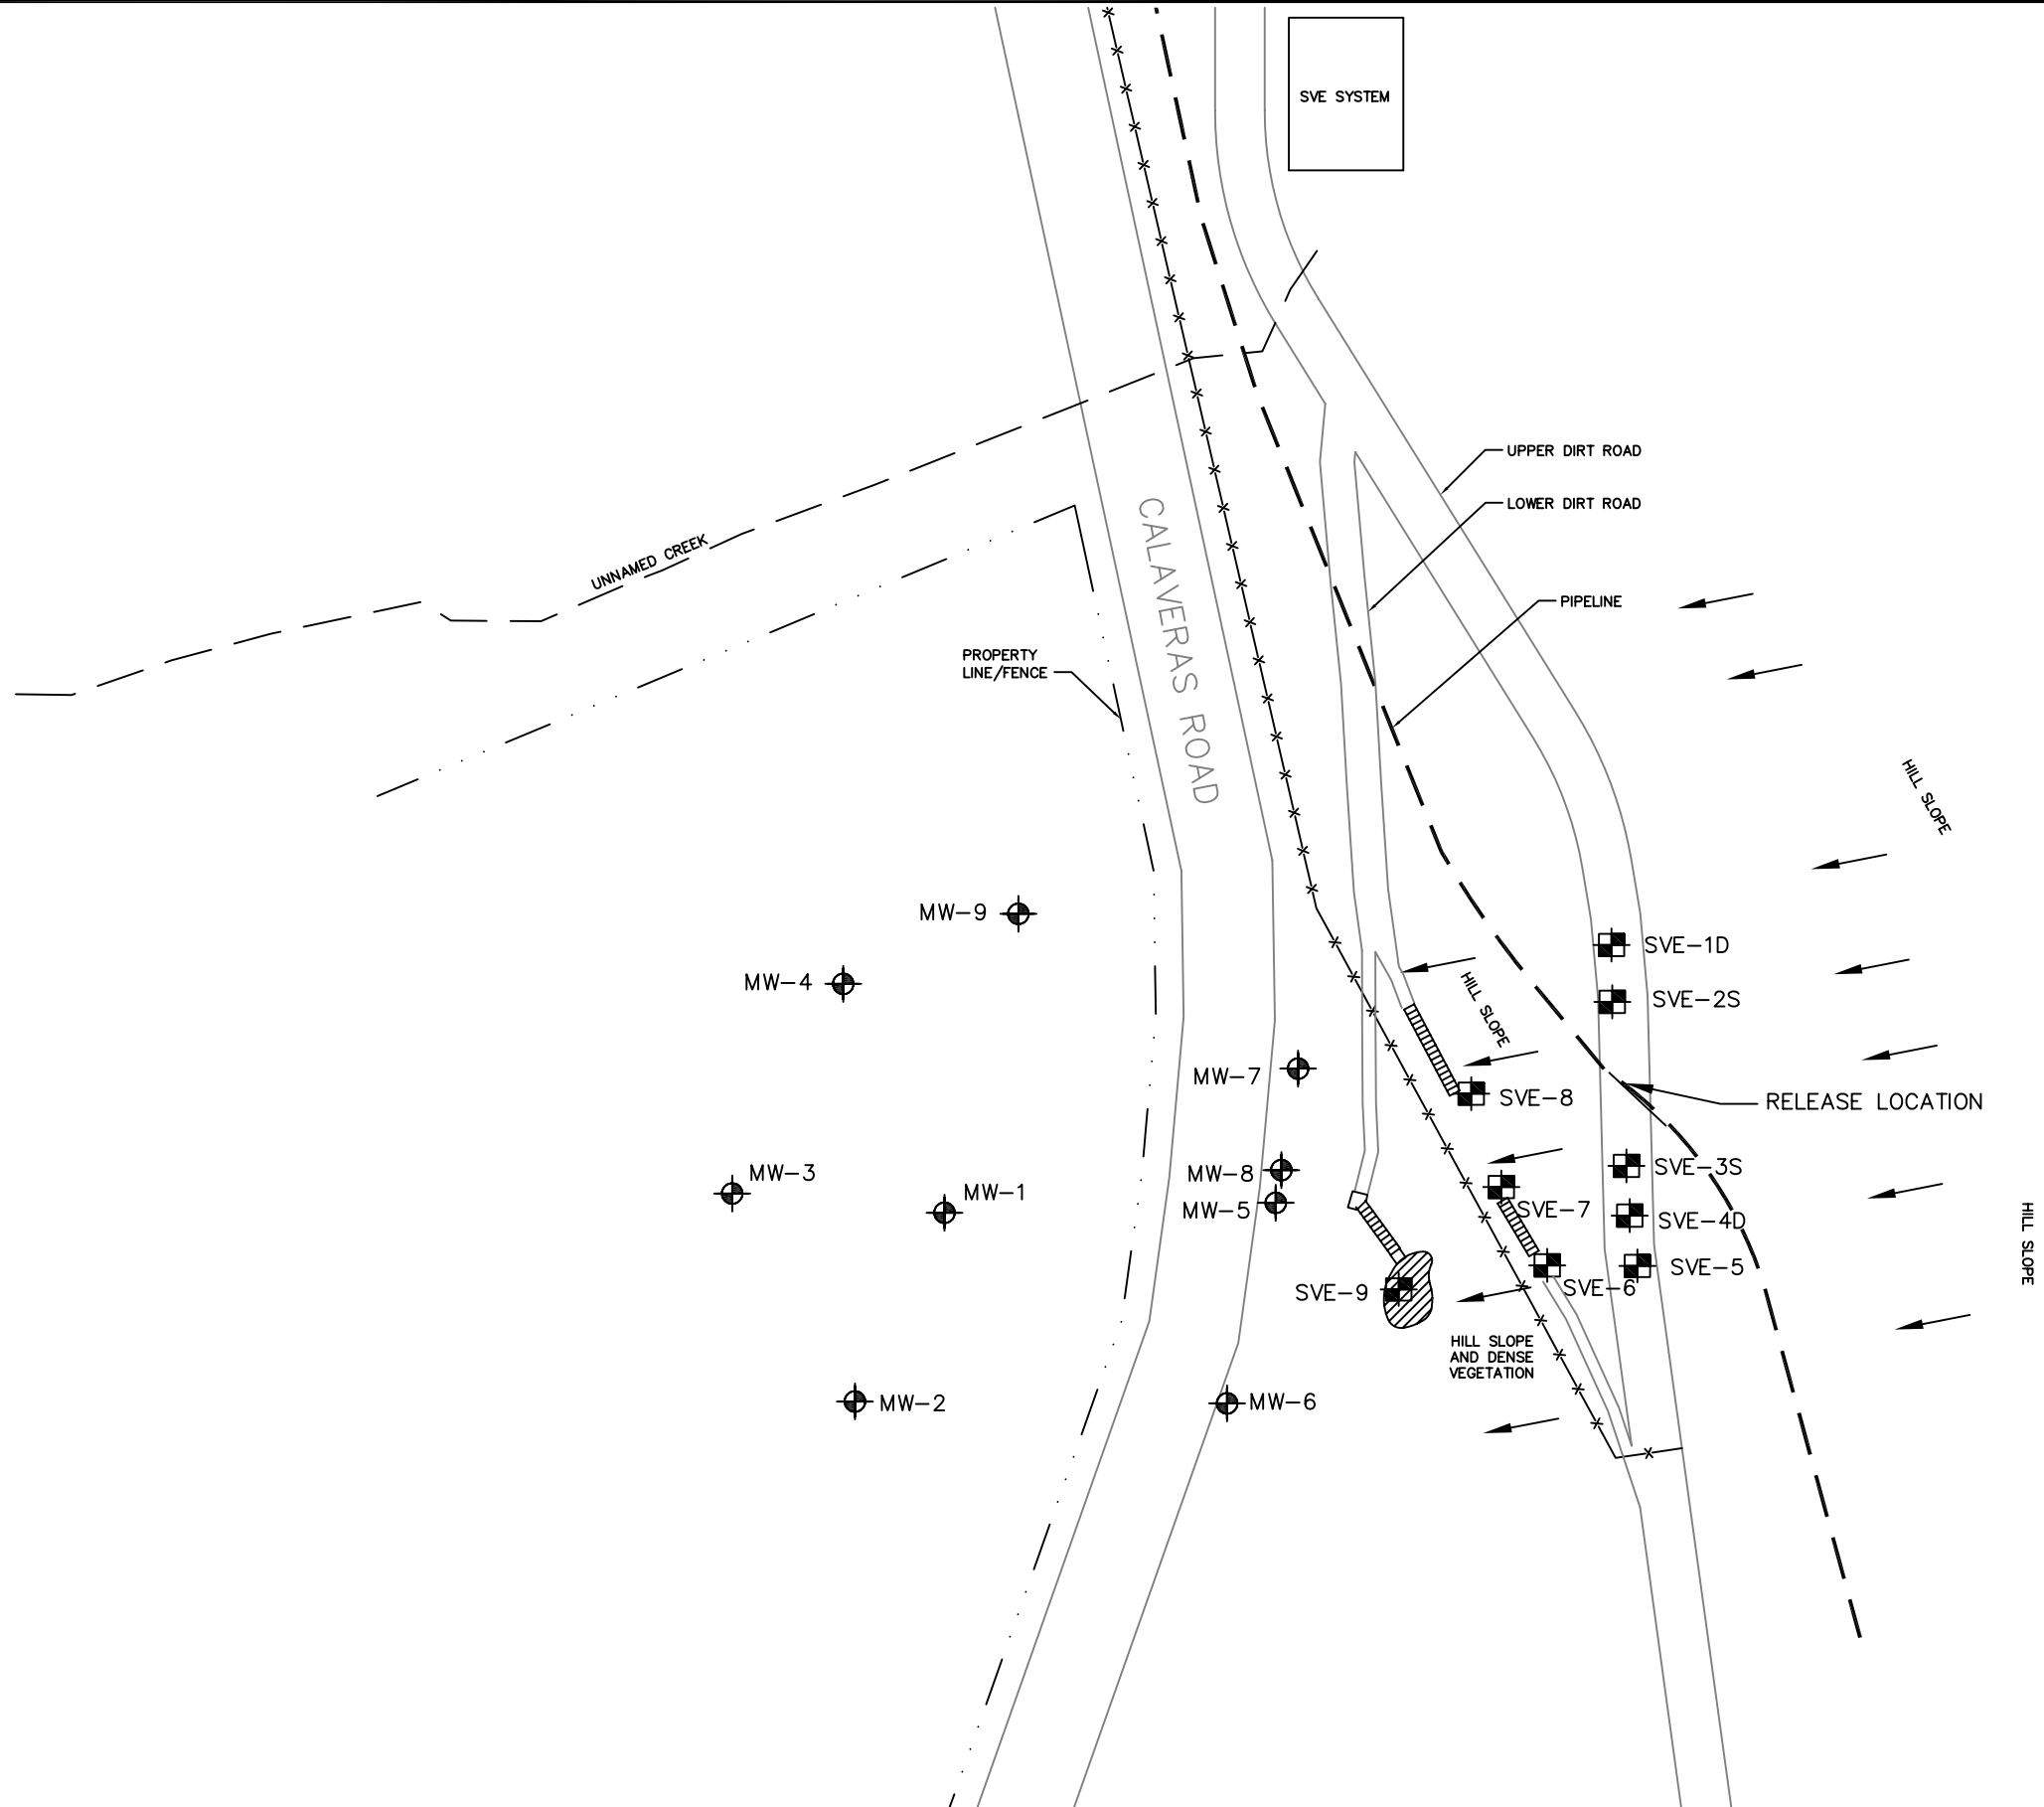 SVE SYSTEM
UPPER DIRT ROAD
LOWER DIRT ROAD
CALAVERAS ROAD
UNNAMED CREEK
PIPELINE
PROPERTY
LINE/FENCE
HILL SLOPE
MW-9
SVE-1D
MW-4
HILL SLOPE
SVE-2S
MW-7
SVE-8
RELEASE LOCATION
MW-3
MW-8
SVE-3S
MW-1
MW-5
SVE-7
SVE-4D
HILL SLOPE
SVE-5
SVE-9
SVE-6
HILL SLOPE
AND DENSE
VEGETATION
MW-2
MW-6